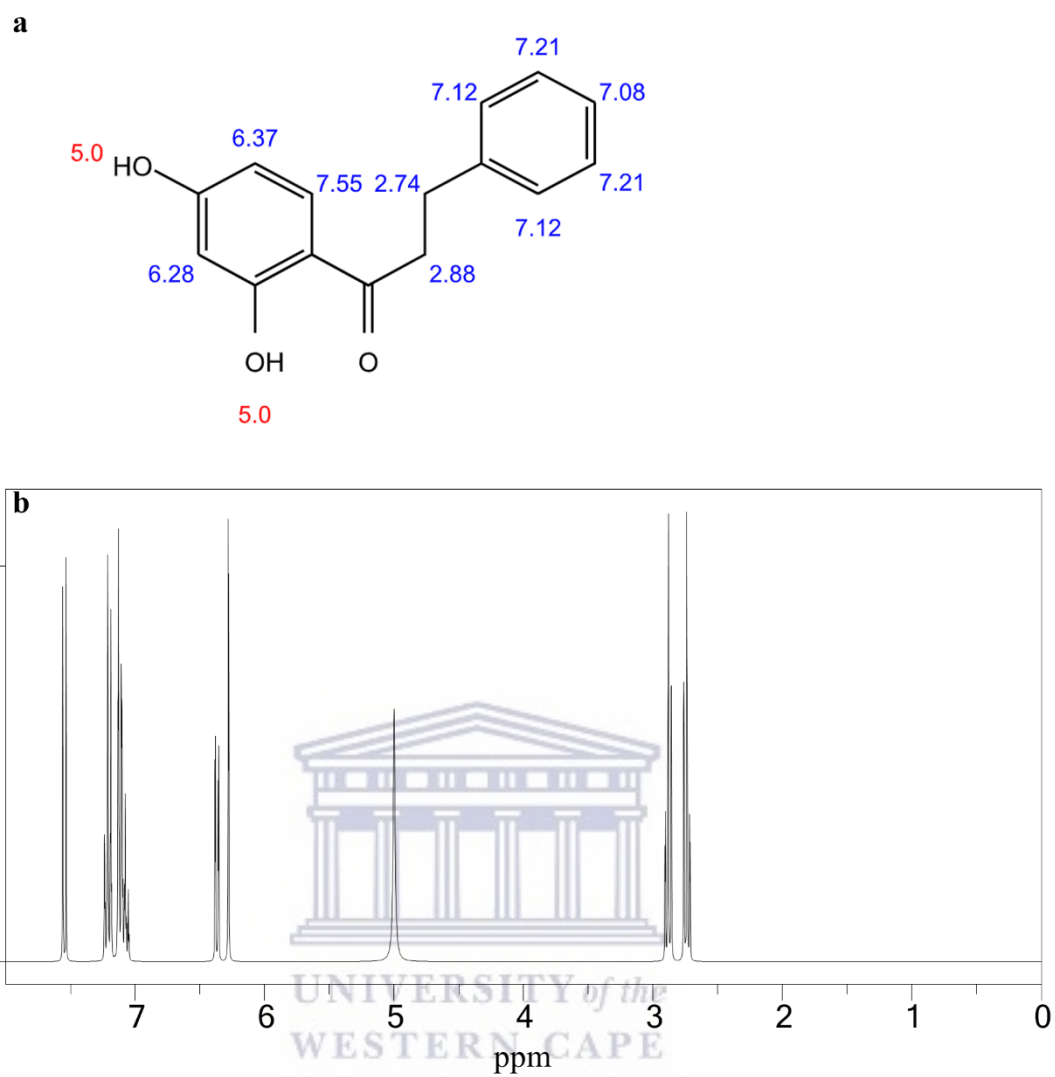 a
7.21
7.12
7.08
6.37
5.0
HO
7.55
2.74
7.21
7.12
6.28
2.88
OH
O
5.0
b
7 6 5 4 3 2 1 0
UNIVERSITY of the
WESTERN CAPE
ppm